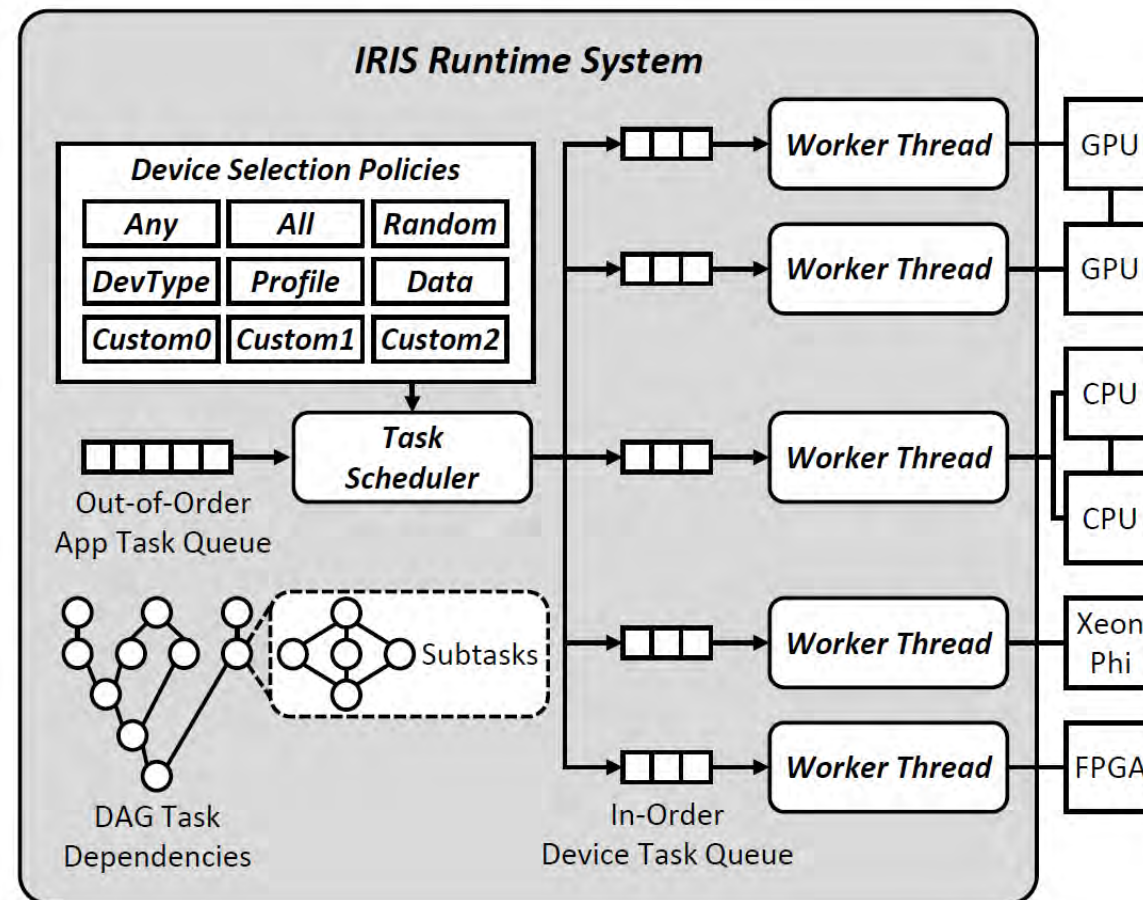 IRIS Runtime System
Device Selection Policies
Any
All
Random
DevType
Profile
Data
Custom0
Custom1
Custom2
Task
Scheduler
Out-of-Order
App Task Queue
Subtasks
DAG Task
Dependencies
In-Order
Device Task Queue
Worker Thread
Worker Thread
Worker Thread
Worker Thread
Worker Thread
GPU
GPU
CPU
CPU
Xeon
Phi
FPGA